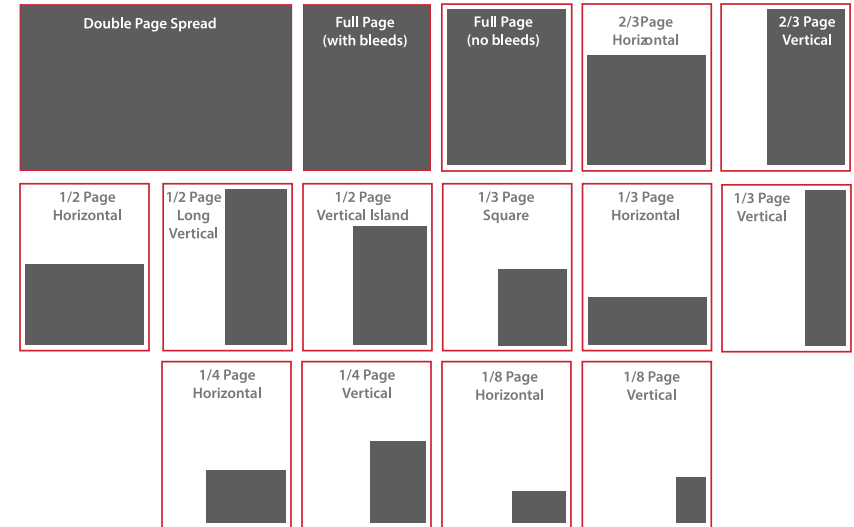 Double Page Spread
Full Page
(with bleeds)
Full Page
(no bleeds)
2/3Page
Horizontal
2/3 Page
Vertical
1/2 Page
Horizontal
1/2 Page
Long
Vertical
1/2 Page
Vertical Island
1/3 Page
Square
1/3 Page
Horizontal
1/3 Page
Vertical
1/4 Page
Horizontal
1/4 Page
Vertical
1/8 Page
Horizontal
1/8 Page
Vertical